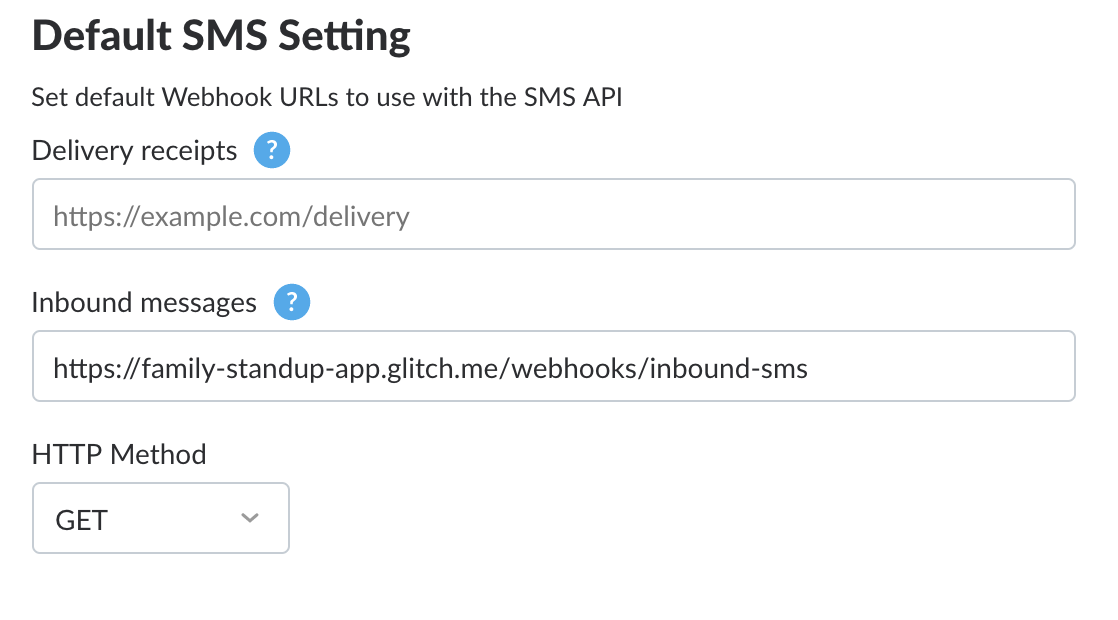 Default SMS Setting
Set default Webhook URLs to use with the SMS API
Delivery receipts ?
https://example.com/delivery
Inbound messages ?
https://family-standup-app.glitch.me/webhooks/inbound-sms
HTTP Method
GET